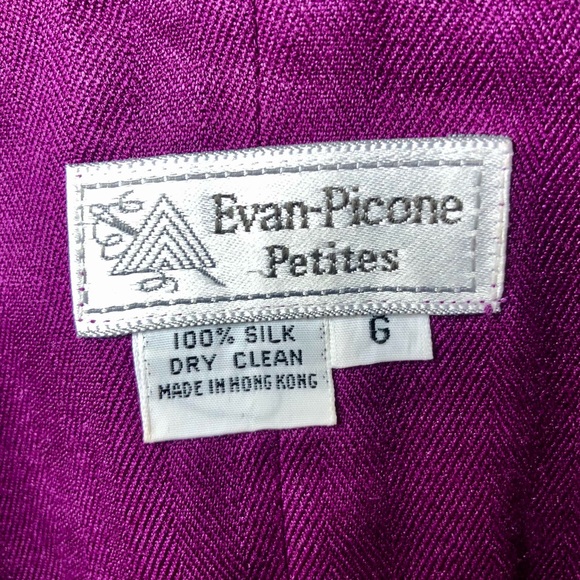 Evan-Picone
Petites
100% SILK
DRY CLEAN
MADE IN HONG KONG
6